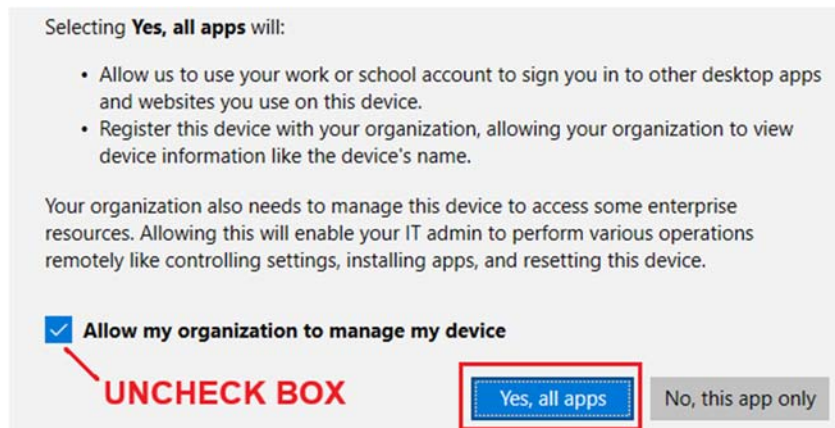 Selecting Yes, all apps will:
• Allow us to use your work or school account to sign you in to other desktop apps
and websites you use on this device.
• Register this device with your organization, allowing your organization to view
device information like the device's name.
Your organization also needs to manage this device to access some enterprise
resources. Allowing this will enable your IT admin to perform various operations
remotely like controlling settings, installing apps, and resetting this device.
Allow my organization to manage my device
UNCHECK BOX
Yes, all apps
No, this app only